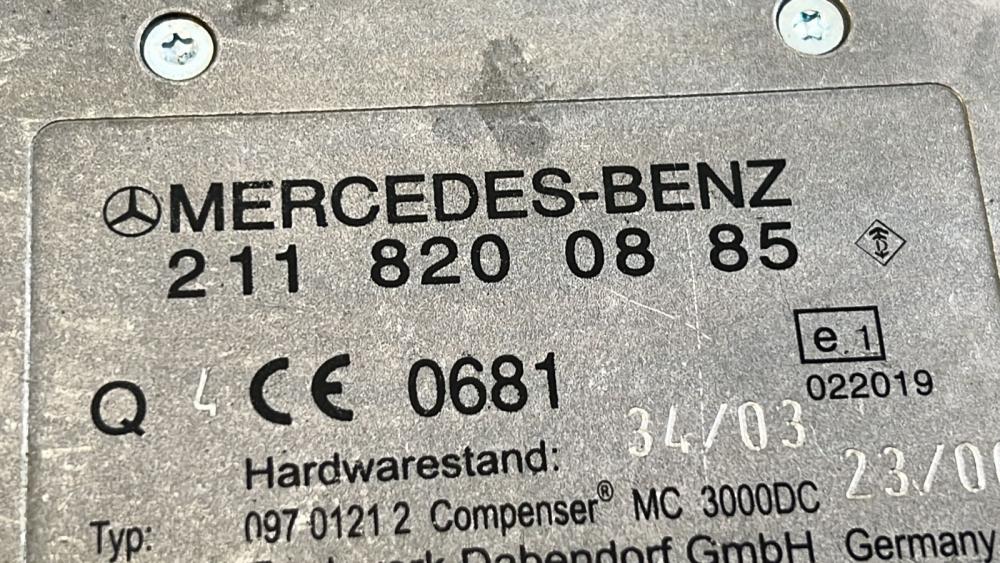 MERCEDES-BENZ
211 820 08 85
e 1
022019
Q 4 CE 0681
Hardwarestand: 34/03
23/0
Typ: 097 0121 2 Compenser® MC 3000DC
Dabendorf GmbH Germany